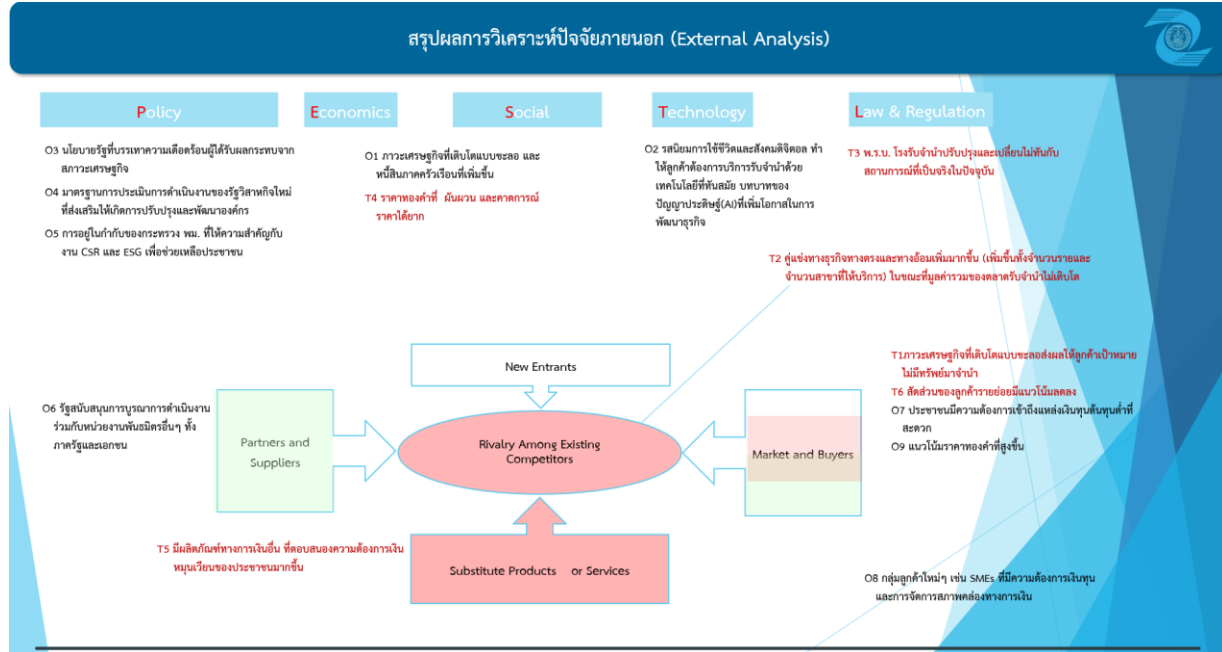 สรุปผลการวิเคราะห์ปัจจัยภายนอก (External Analysis)
Policy
Economics
Social
Technology
Law & Regulation
O3 นโยบายรัฐที่บรรเทาความเดือดร้อนผู้ได้รับผลกระทบจาก
สภาวะเศรษฐกิจ
O4 มาตรฐานการประเมินการดำเนินงานของรัฐวิสาหกิจใหม่
ที่ส่งเสริมให้เกิดการปรับปรุงและพัฒนาองค์กร
O5 การอยู่ในกำกับของกระทรวง พม. ที่ให้ความสำคัญกับ
งาน CSR และ ESG เพื่อช่วยเหลือประชาชน
O1 ภาวะเศรษฐกิจที่เติบโตแบบชะลอ และ
หนี้สินภาคครัวเรือนที่เพิ่มขึ้น
T4 ราคาทองคำที่ ผันผวน และคาดการณ์
ราคาได้ยาก
O2 รสนิยมการใช้ชีวิตและสังคมดิจิตอล ทำ
ให้ลูกค้าต้องการบริการรับจำนำด้วย
เทคโนโลยีที่ทันสมัย บทบาทของ
ปัญญาประดิษฐ์(AI)ที่เพิ่มโอกาสในการ
พัฒนาธุรกิจ
T3 พ.ร.บ. โรงรับจำนำปรับปรุงและเปลี่ยนไม่ทันกับ
สถานการณ์ที่เป็นจริงในปัจจุบัน
T2 คู่แข่งทางธุรกิจทางตรงและทางอ้อมเพิ่มมากขึ้น (เพิ่มขึ้นทั้งจำนวนรายและ
จำนวนสาขาที่ให้บริการ) ในขณะที่มูลค่ารวมของตลาดรับจำนำไม่เติบโต
New Entrants
T1ภาวะเศรษฐกิจที่เติบโตแบบชะลอส่งผลให้ลูกค้าเป้าหมาย
ไม่มีทรัพย์มาจำนำ
T6 สัดส่วนของลูกค้ารายย่อยมีแนวโน้มลดลง
O7 ประชาชนมีความต้องการเข้าถึงแหล่งเงินทุนต้นทุนต่ำที่
สะดวก
O9 แนวโน้มราคาทองคำที่สูงขึ้น
O6 รัฐสนับสนุนการบูรณาการดำเนินงาน
ร่วมกับหน่วยงานพันธมิตรอื่นๆ ทั้ง
ภาครัฐและเอกชน
Partners and
Suppliers
Rivalry Among Existing
Competitors
Market and Buyers
T5 มีผลิตภัณฑ์ทางการเงินอื่น ที่ตอบสนองความต้องการเงิน
หมุนเวียนของประชาชนมากขึ้น
Substitute Products or Services
O8 กลุ่มลูกค้าใหม่ๆ เช่น SMEs ที่มีความต้องการเงินทุน
และการจัดการสภาพคล่องทางการเงิน